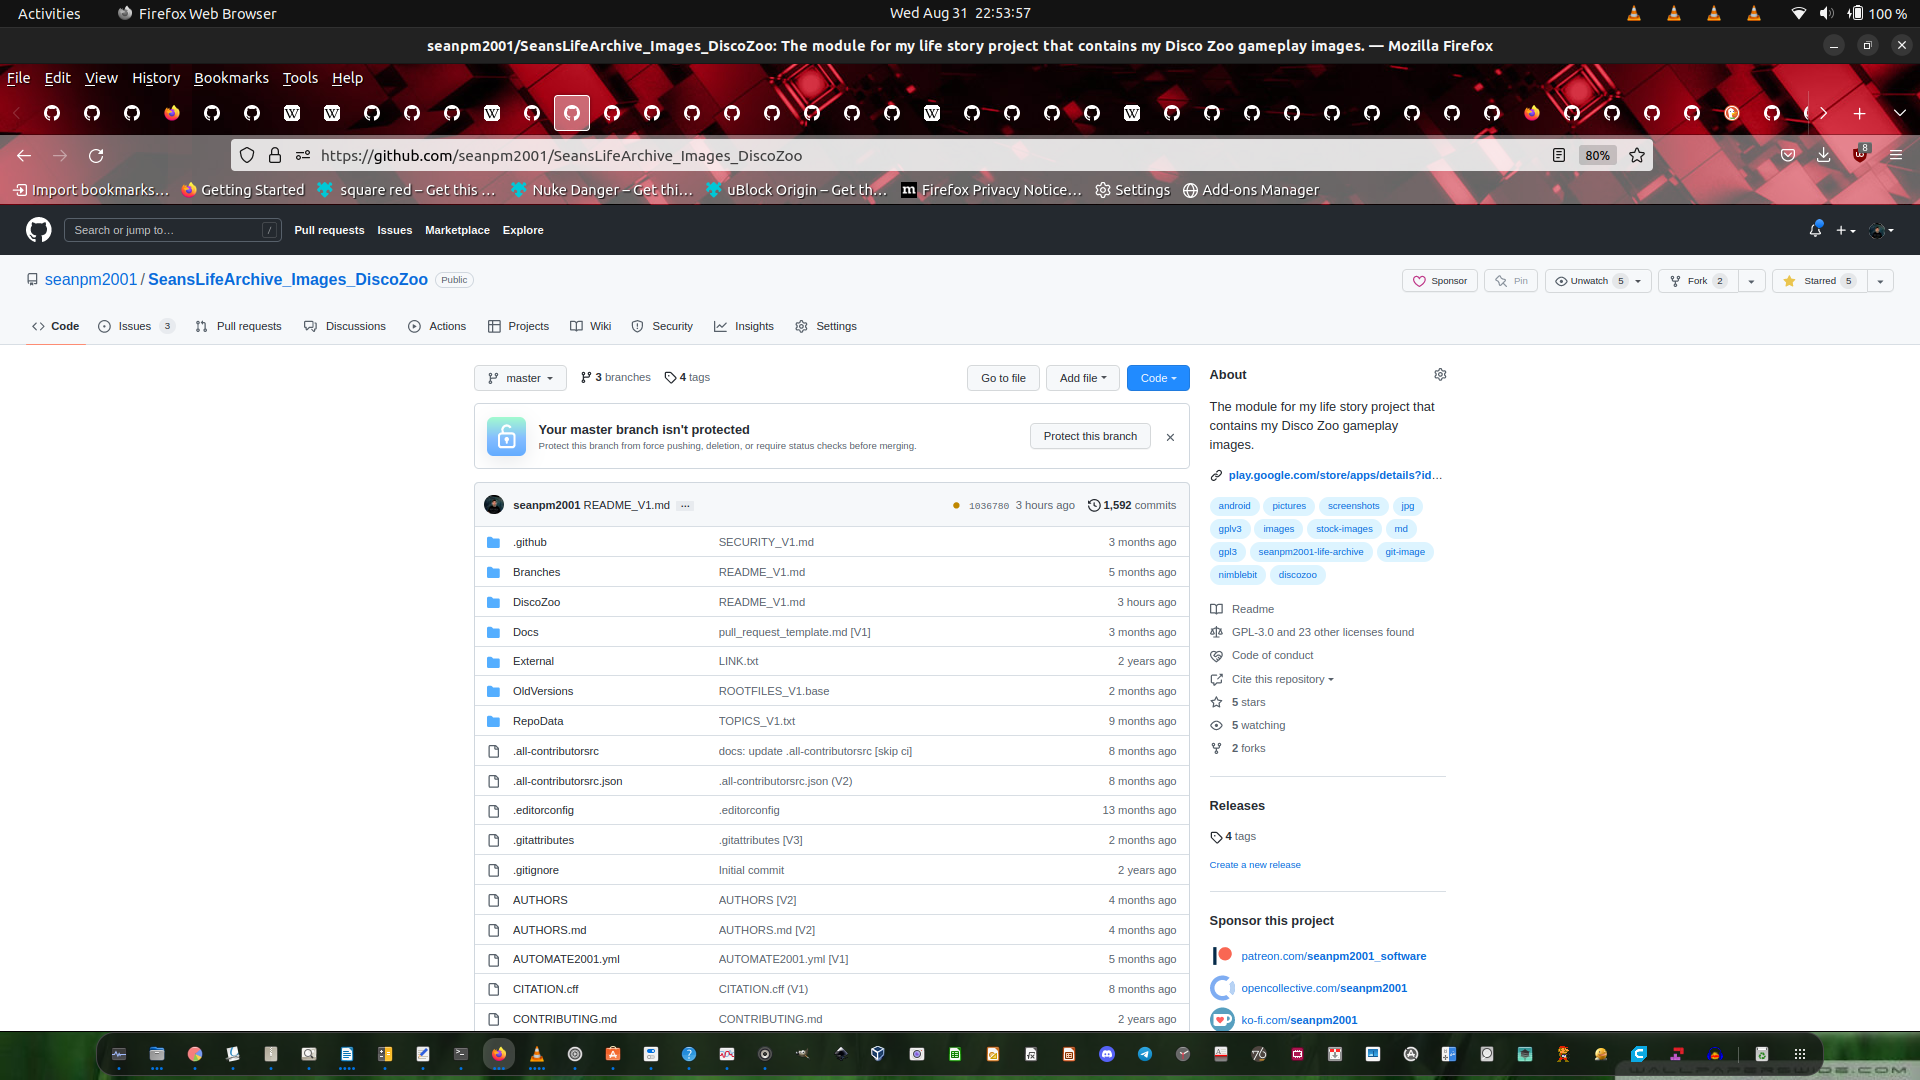 Activities Firefox Web Browser Wed Aug 31 22:53:57 100 %
seanpm2001/SeansLifeArchive_Images_DiscoZoo: The module for my life story project that contains my Disco Zoo gameplay images. — Mozilla Firefox
File Edit View History Bookmarks Tools Help
https://github.com/seanpm2001/SeansLifeArchive_Images_DiscoZoo 80% 8
Import bookmarks… Getting Started square red – Get this … Nuke Danger – Get thi… uBlock Origin – Get th… Firefox Privacy Notice… Settings Add-ons Manager
Search or jump to… / Pull requests Issues Marketplace Explore
seanpm2001 / SeansLifeArchive_Images_DiscoZoo Public Sponsor Pin Unwatch 5 Fork 2 Starred 5
Code Issues 3 Pull requests Discussions Actions Projects Wiki Security Insights Settings
master 3 branches 4 tags Go to file Add file Code
Your master branch isn't protected
Protect this branch from force pushing, deletion, or require status checks before merging.
Protect this branch
seanpm2001 README_V1.md … 1036780 3 hours ago 1,592 commits
.github SECURITY_V1.md 3 months ago
Branches README_V1.md 5 months ago
DiscoZoo README_V1.md 3 hours ago
Docs pull_request_template.md [V1] 3 months ago
External LINK.txt 2 years ago
OldVersions ROOTFILES_V1.base 2 months ago
RepoData TOPICS_V1.txt 9 months ago
.all-contributorsrc docs: update .all-contributorsrc [skip ci] 8 months ago
.all-contributorsrc.json .all-contributorsrc.json (V2) 8 months ago
.editorconfig .editorconfig 13 months ago
.gitattributes .gitattributes [V3] 2 months ago
.gitignore Initial commit 2 years ago
AUTHORS AUTHORS [V2] 4 months ago
AUTHORS.md AUTHORS.md [V2] 4 months ago
AUTOMATE2001.yml AUTOMATE2001.yml [V1] 5 months ago
CITATION.cff CITATION.cff (V1) 8 months ago
CONTRIBUTING.md CONTRIBUTING.md 2 years ago
About
The module for my life story project that
contains my Disco Zoo gameplay
images.
play.google.com/store/apps/details?id…
android pictures screenshots jpg
gplv3 images stock-images md
gpl3 seanpm2001-life-archive git-image
nimblebit discozoo
Readme
GPL-3.0 and 23 other licenses found
Code of conduct
Cite this repository
5 stars
5 watching
2 forks
Releases
4 tags
Create a new release
Sponsor this project
patreon.com/seanpm2001_software
opencollective.com/seanpm2001
ko-fi.com/seanpm2001
WALLPAPERSWIDE.COM